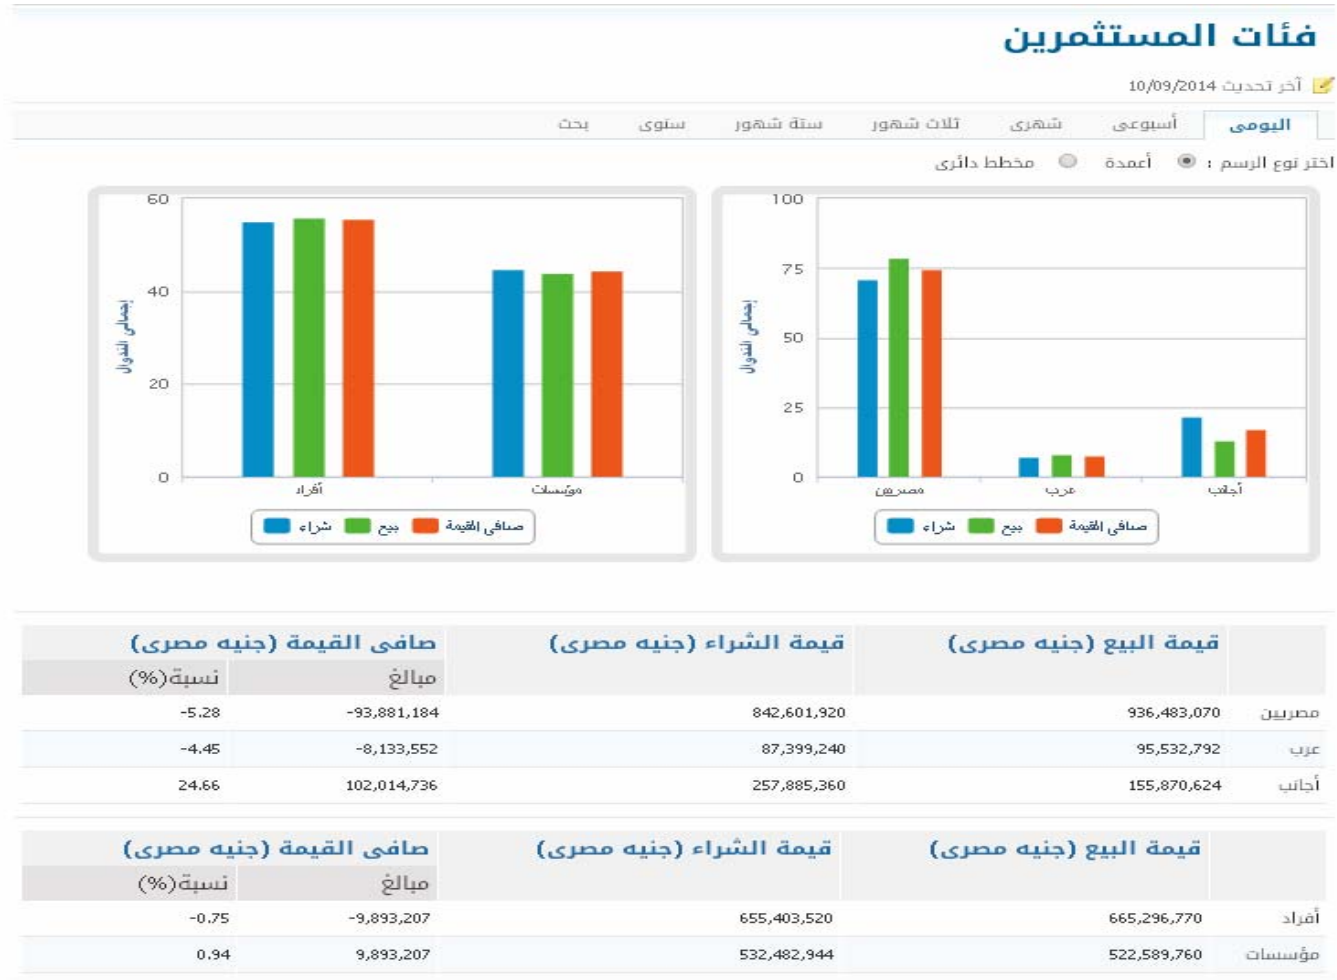 فئات المستثمرين
آخر تحديث 10/09/2014
اليومى أسبوعى شهرى ثلاث شهور ستة شهور سنوى بحث
اختر نوع الرسم : أعمدة مخطط دائرى
100
75
50
25
0
إجمالى التدوال
مصريين عرب أجانب
شراء بيع صافى القيمة
60
40
20
0
إجمالى التدوال
أفراد مؤسسات
شراء بيع صافى القيمة
قيمة البيع (جنيه مصرى) قيمة الشراء (جنيه مصرى) صافى القيمة (جنيه مصرى)
مبالغ نسبة(%)
مصريين 936,483,070 842,601,920 -93,881,184 -5.28
عرب 95,532,792 87,399,240 -8,133,552 -4.45
أجانب 155,870,624 257,885,360 102,014,736 24.66
قيمة البيع (جنيه مصرى) قيمة الشراء (جنيه مصرى) صافى القيمة (جنيه مصرى)
مبالغ نسبة(%)
أفراد 665,296,770 655,403,520 -9,893,207 -0.75
مؤسسات 522,589,760 532,482,944 9,893,207 0.94